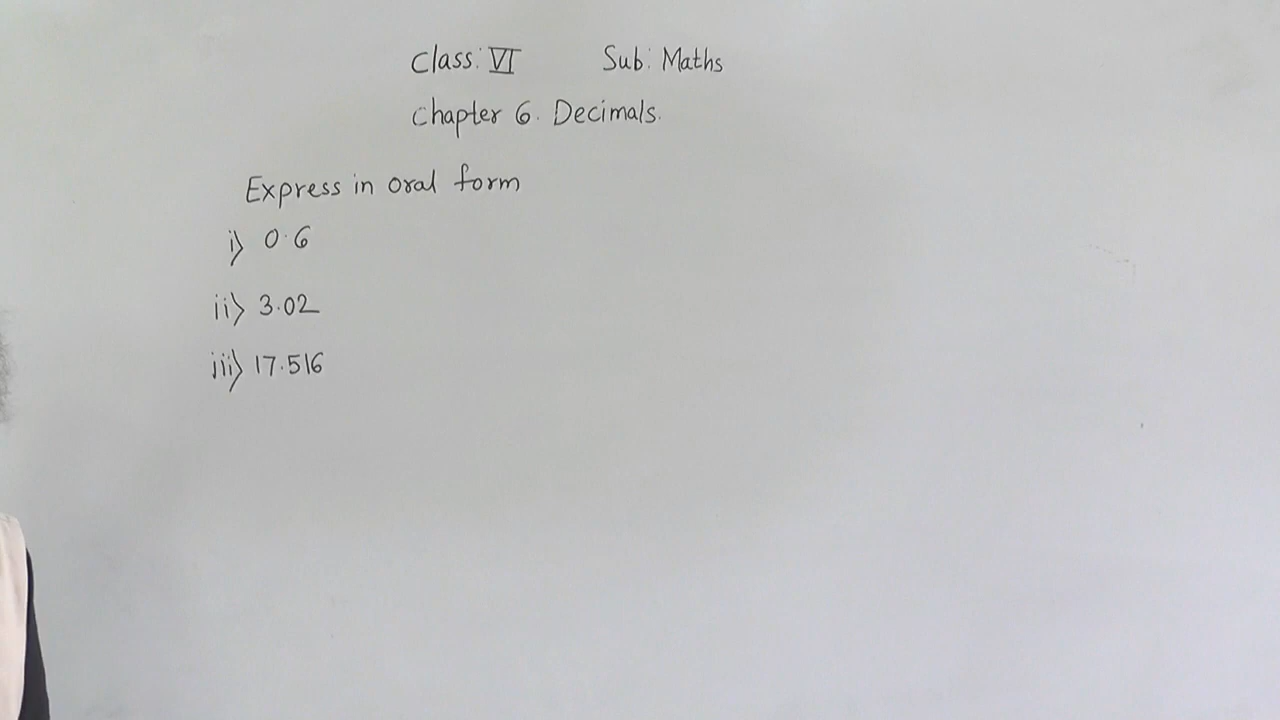 Class: VI Sub: Maths
Chapter 6. Decimals.
Express in oral form
i) 0.6
ii) 3.02
iii) 17.516